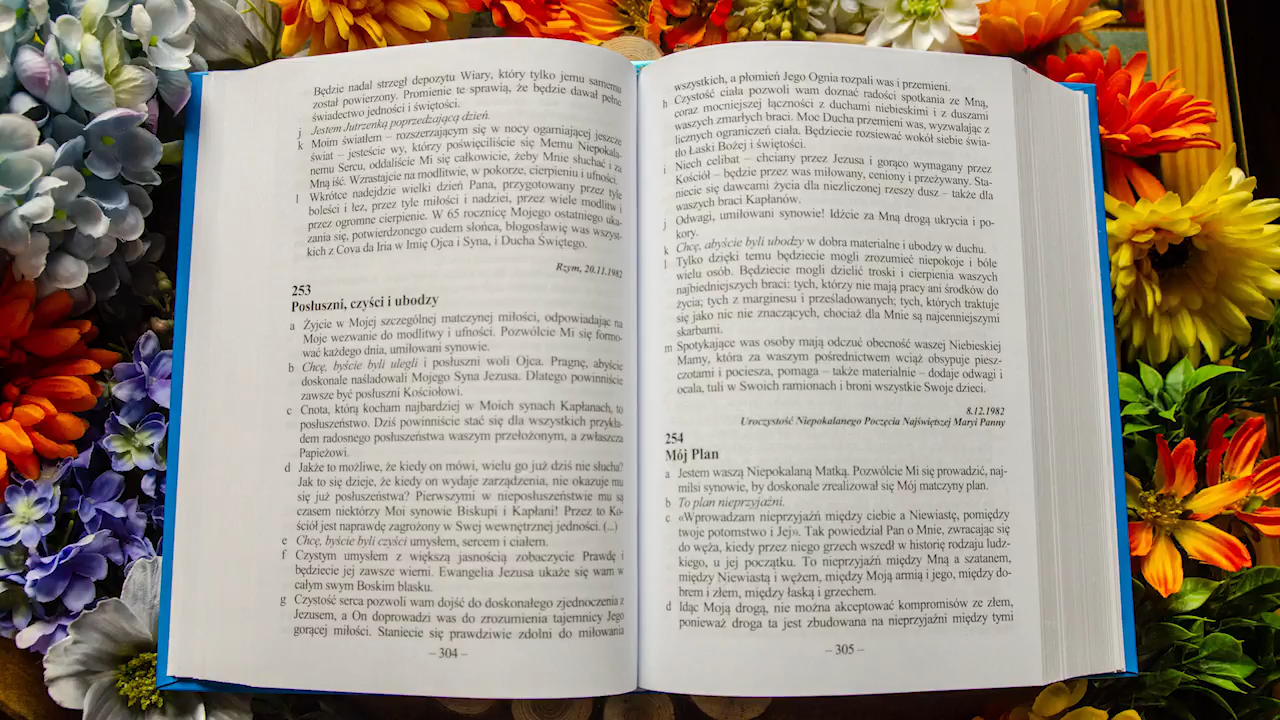 Będzie nadal strzegł depozytu Wiary, który tylko jemu samemu
został powierzony. Promienie te sprawią, że będzie dawał pełne
świadectwo jedności i świętości.
j Jestem Jutrzenką poprzedzającą dzień.
k Moim światłem – rozszerzającym się w nocy ogarniającej jeszcze
świat – jesteście wy, którzy poświęciliście się Memu Niepokala-
nemu Sercu, oddaliście Mi się całkowicie, żeby Mnie słuchać i za
Mną iść. Wzrastajcie na modlitwie, w pokorze, cierpieniu i ufności.
l Wkrótce nadejdzie wielki dzień Pana, przygotowany przez tyle
boleści i łez, przez tyle miłości i nadziei, przez wiele modlitw i
przez ogromne cierpienie. W 65 rocznicę Mojego ostatniego uka-
zania się, potwierdzonego cudem słońca, błogosławię was wszyst-
kich z Cova da Iria w Imię Ojca i Syna, i Ducha Świętego.
Rzym, 20.11.1982
253
Posłuszni, czyści i ubodzy
a Żyjcie w Mojej szczególnej matczynej miłości, odpowiadając na
Moje wezwanie do modlitwy i ufności. Pozwólcie Mi się formo-
wać każdego dnia, umiłowani synowie.
b Chcę, byście byli ulegli i posłuszni woli Ojca. Pragnę, abyście
doskonale naśladowali Mojego Syna Jezusa. Dlatego powinniście
zawsze być posłuszni Kościołowi.
c Cnota, którą kocham najbardziej w Moich synach Kapłanach, to
posłuszeństwo. Dziś powinniście stać się dla wszystkich przykła-
dem radosnego posłuszeństwa waszym przełożonym, a zwłaszcza
Papieżowi.
d Jakże to możliwe, że kiedy on mówi, wielu go już dziś nie słucha?
Jak to się dzieje, że kiedy on wydaje zarządzenia, nie okazuje mu
się już posłuszeństwa? Pierwszymi w nieposłuszeństwie mu są
czasem niektórzy Moi synowie Biskupi i Kapłani! Przez to Ko-
ściół jest naprawdę zagrożony w Swej wewnętrznej jedności. (...)
e Chcę, byście byli czyści umysłem, sercem i ciałem.
f Czystym umysłem z większą jasnością zobaczycie Prawdę i
będziecie jej zawsze wierni. Ewangelia Jezusa ukaże się wam w
całym swym Boskim blasku.
g Czystość serca pozwoli wam dojść do doskonałego zjednoczenia z
Jezusem, a On doprowadzi was do zrozumienia tajemnicy Jego
gorącej miłości. Staniecie się prawdziwie zdolni do miłowania
– 304 –
wszystkich, a płomień Jego Ognia rozpali was i przemieni.
h Czystość ciała pozwoli wam doznać radości spotkania ze Mną,
coraz mocniejszej łączności z duchami niebieskimi i z duszami
waszych zmarłych braci. Moc Ducha przemieni was, wyzwalając z
licznych ograniczeń ciała. Będziecie rozsiewać wokół siebie świa-
tło Łaski Bożej i świętości.
i Niech celibat – chciany przez Jezusa i gorąco wymagany przez
Kościół – będzie przez was miłowany, ceniony i przeżywany. Sta-
niecie się dawcami życia dla niezliczonej rzeszy dusz – także dla
waszych braci Kapłanów.
j Odwagi, umiłowani synowie! Idźcie za Mną drogą ukrycia i po-
kory.
k Chcę, abyście byli ubodzy w dobra materialne i ubodzy w duchu.
l Tylko dzięki temu będziecie mogli zrozumieć niepokoje i bóle
wielu osób. Będziecie mogli dzielić troski i cierpienia waszych
najbiedniejszych braci: tych, którzy nie mają pracy ani środków do
życia; tych z marginesu i prześladowanych; tych, których traktuje
się jako nic nie znaczących, chociaż dla Mnie są najcenniejszymi
skarbami.
m Spotykające was osoby mają odczuć obecność waszej Niebieskiej
Mamy, która za waszym pośrednictwem wciąż obsypuje piesz-
czotami i pociesza, pomaga – także materialnie – dodaje odwagi i
ocala, tuli w Swoich ramionach i broni wszystkie Swoje dzieci.
8.12.1982
Uroczystość Niepokalanego Poczęcia Najświętszej Maryi Panny
254
Mój Plan
a Jestem waszą Niepokalaną Matką. Pozwólcie Mi się prowadzić, naj-
milsi synowie, by doskonale zrealizował się Mój matczyny plan.
b To plan nieprzyjaźni.
c «Wprowadzam nieprzyjaźń między ciebie a Niewiastę, pomiędzy
twoje potomstwo i Jej». Tak powiedział Pan o Mnie, zwracając się
do węża, kiedy przez niego grzech wszedł w historię rodzaju ludz-
kiego, u jej początku. To nieprzyjaźń między Mną a szatanem,
między Niewiastą i wężem, między Moją armią i jego, między do-
brem i złem, między łaską i grzechem.
d Idąc Moją drogą, nie można akceptować kompromisów ze złem,
ponieważ droga ta jest zbudowana na nieprzyjaźni między tymi
– 305 –